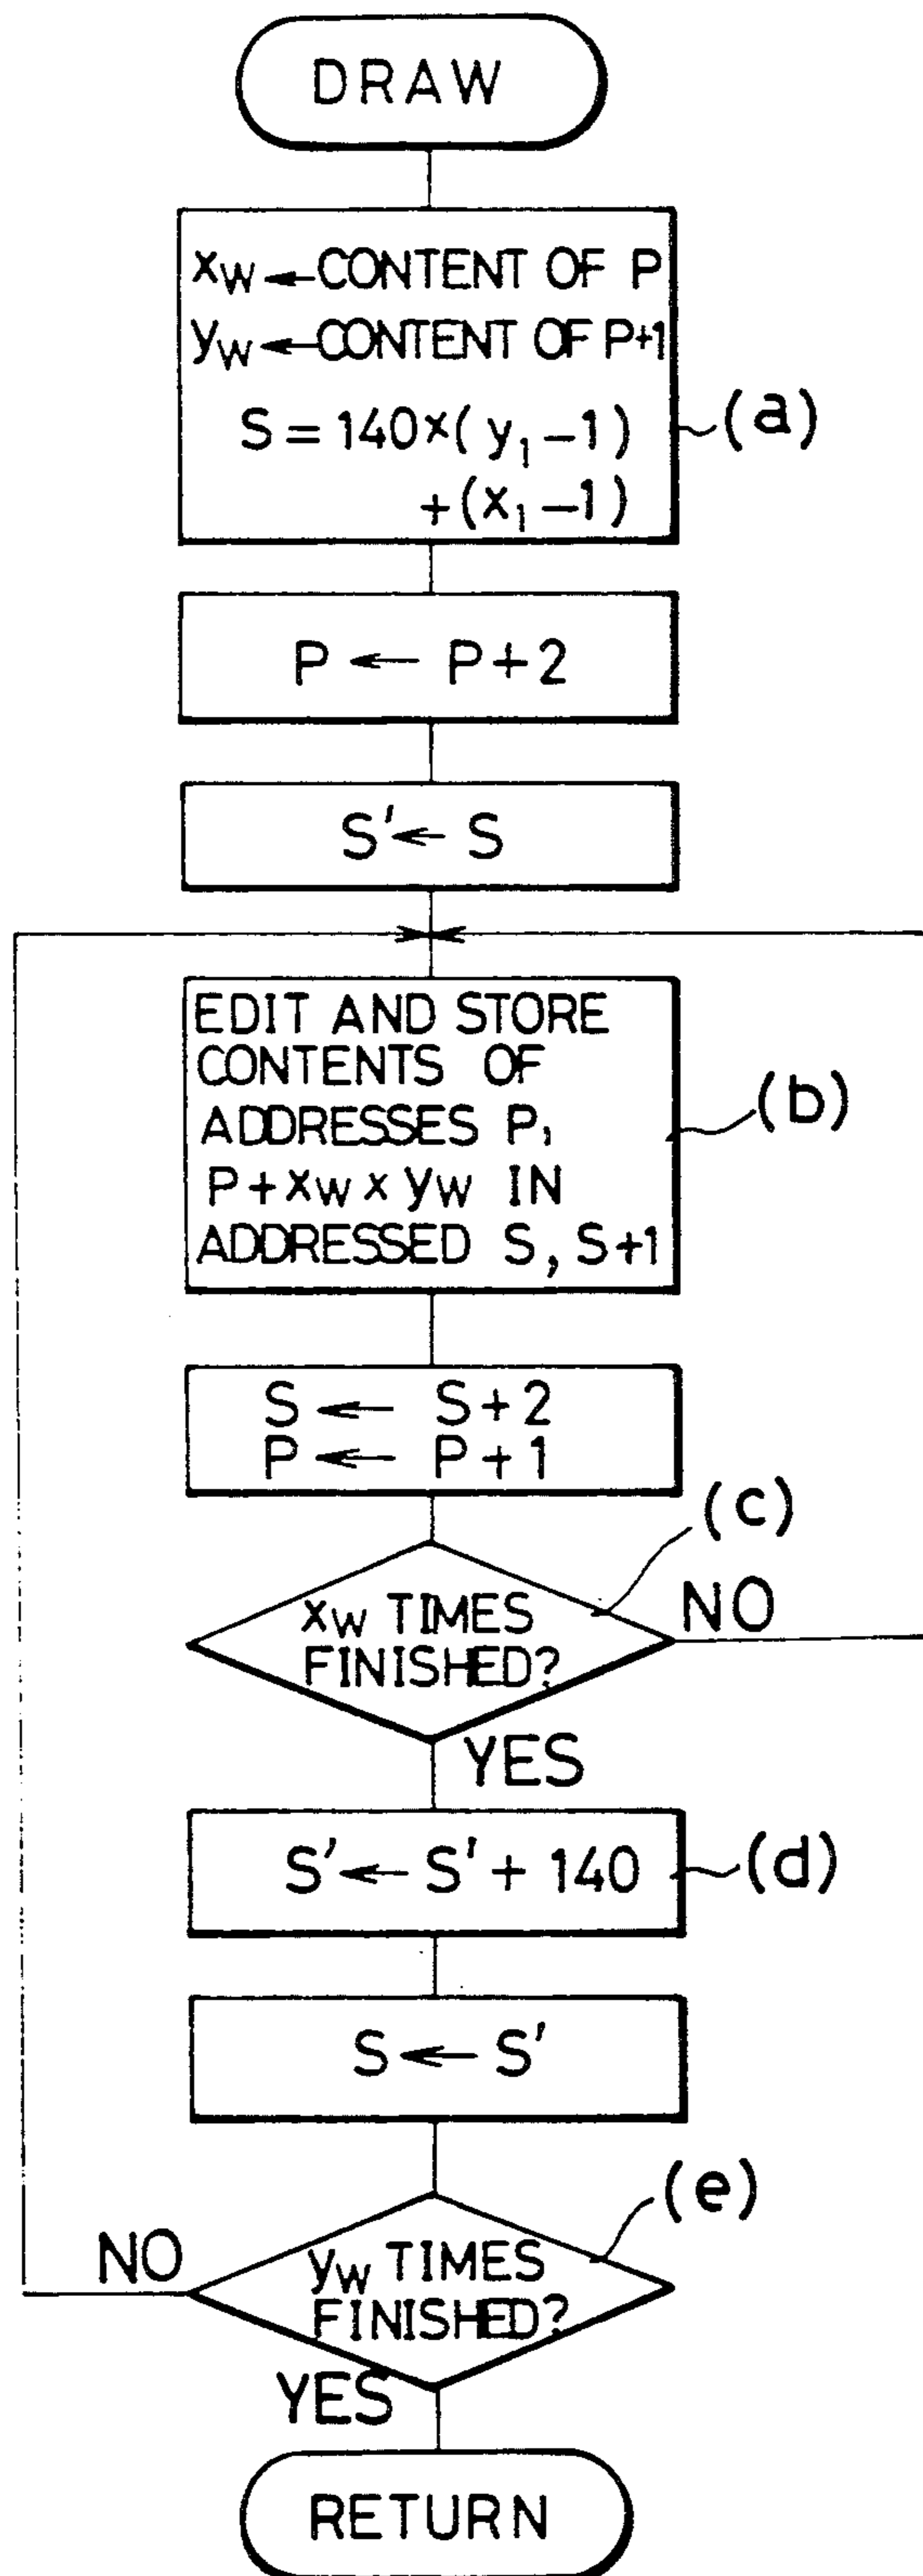 DRAW
xW ← CONTENT OF P
yW ← CONTENT OF P+1
S = 140×( y1 −1)
+(x1 −1)
(a)
P ← P+2
S' ← S
EDIT AND STORE
CONTENTS OF
ADDRESSES P,
P+xW × yW IN
ADDRESSED S, S+1
(b)
S ← S+2
P ← P+1
(c)
xW TIMES
FINISHED?
NO
YES
S' ← S' + 140
(d)
S ← S'
(e)
yW TIMES
FINISHED?
NO
YES
RETURN